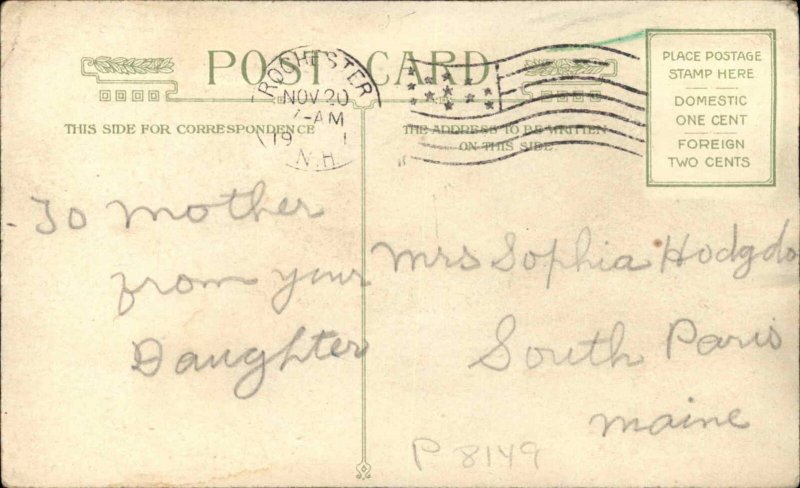 POST CARD
ROCHESTER
NOV 20
-AM
19 1
N.H.
THIS SIDE FOR CORRESPONDENCE
THE ADDRESS TO BE WRITTEN
ON THIS SIDE
PLACE POSTAGE
STAMP HERE
DOMESTIC
ONE CENT
FOREIGN
TWO CENTS
To Mother
from your
Daughter
Mrs Sophia Hodgdo
South Paris
Maine
P 8149